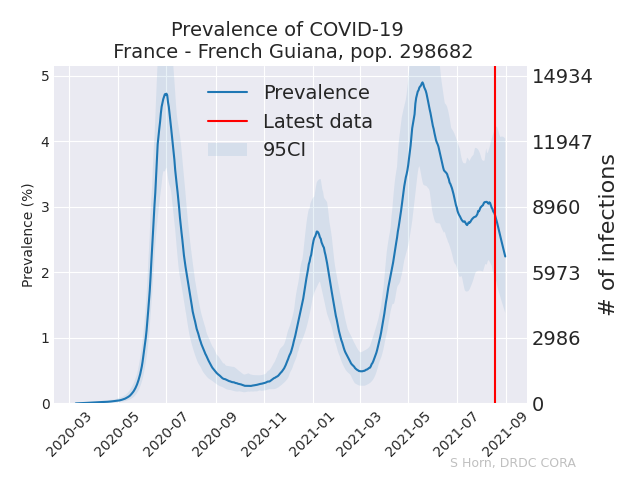 Prevalence of COVID-19
France - French Guiana, pop. 298682
Prevalence
Latest data
95CI
Prevalence (%)
5
4
3
2
1
0
14934
11947
8960
5973
2986
0
# of infections
2020-03
2020-05
2020-07
2020-09
2020-11
2021-01
2021-03
2021-05
2021-07
2021-09
S Horn, DRDC CORA